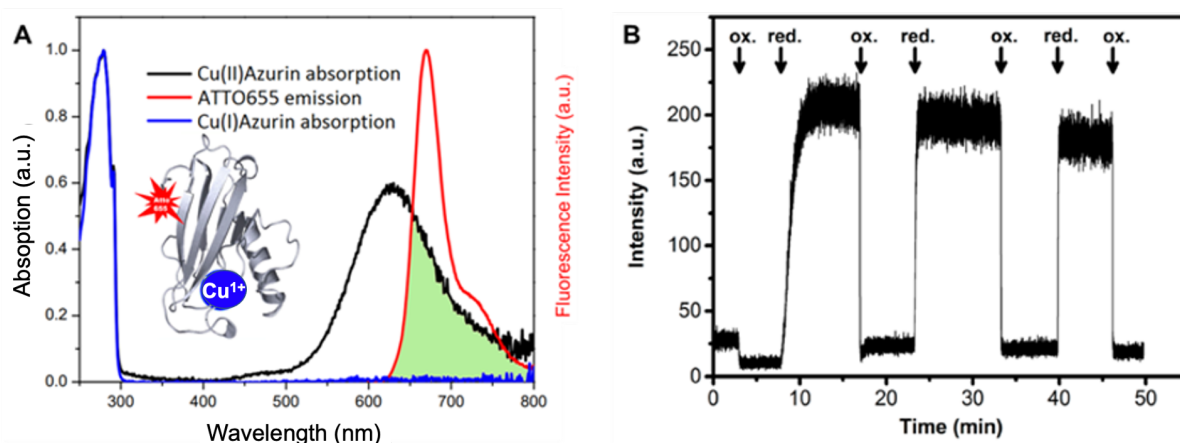 A
Cu(II)Azurin absorption
ATTO655 emission
Cu(I)Azurin absorption
Atto
655
Cu1+
1.0
0.8
0.6
0.4
0.2
0.0
300 400 500 600 700 800
Absoption (a.u.)
Fluorescence Intensity (a.u.)
Wavelength (nm)
B
ox. red. ox. red. ox. red. ox.
250
200
150
100
50
0
0 10 20 30 40 50
Intensity (a.u.)
Time (min)